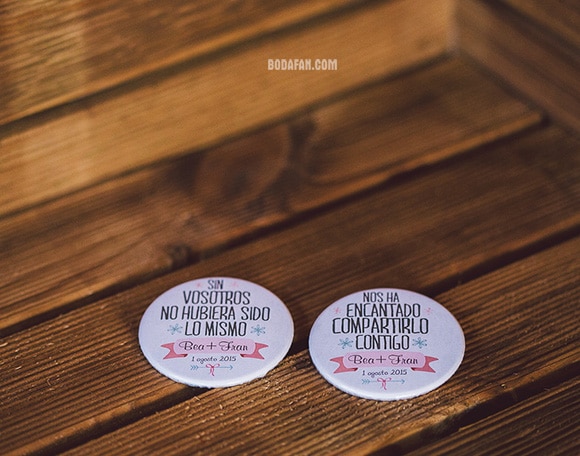 BODAFAN.COM
SIN
VOSOTROS
NO HUBIERA SIDO
LO MISMO
Bea + Fran
1 agosto 2015
NOS HA
ENCANTADO
COMPARTIRLO
CONTIGO
Bea + Fran
1 agosto 2015